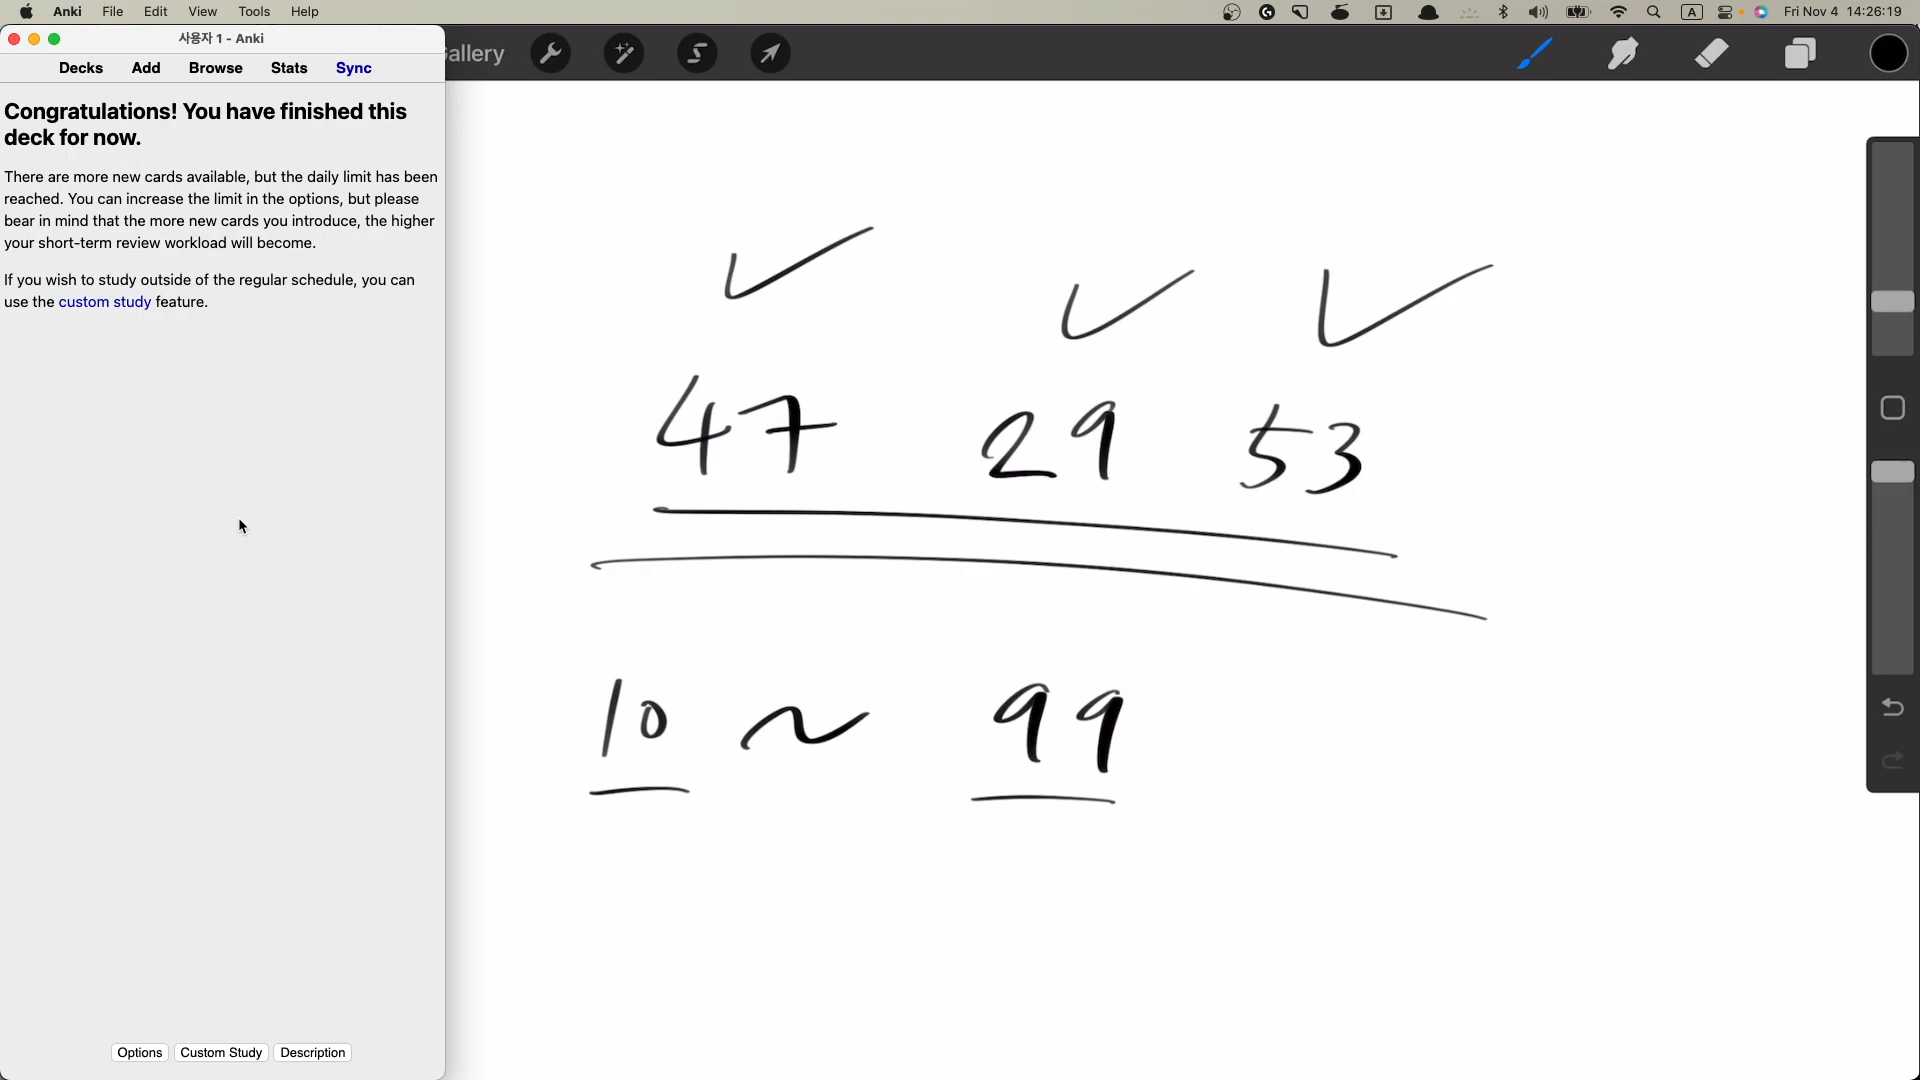 Anki File Edit View Tools Help
A Fri Nov 4 14:26:19
사용자 1 - Anki
allery
Decks Add Browse Stats Sync
Congratulations! You have finished this
deck for now.
There are more new cards available, but the daily limit has been
reached. You can increase the limit in the options, but please
bear in mind that the more new cards you introduce, the higher
your short-term review workload will become.
If you wish to study outside of the regular schedule, you can
use the custom study feature.
Options Custom Study Description
47 29 53
10 ~ 99